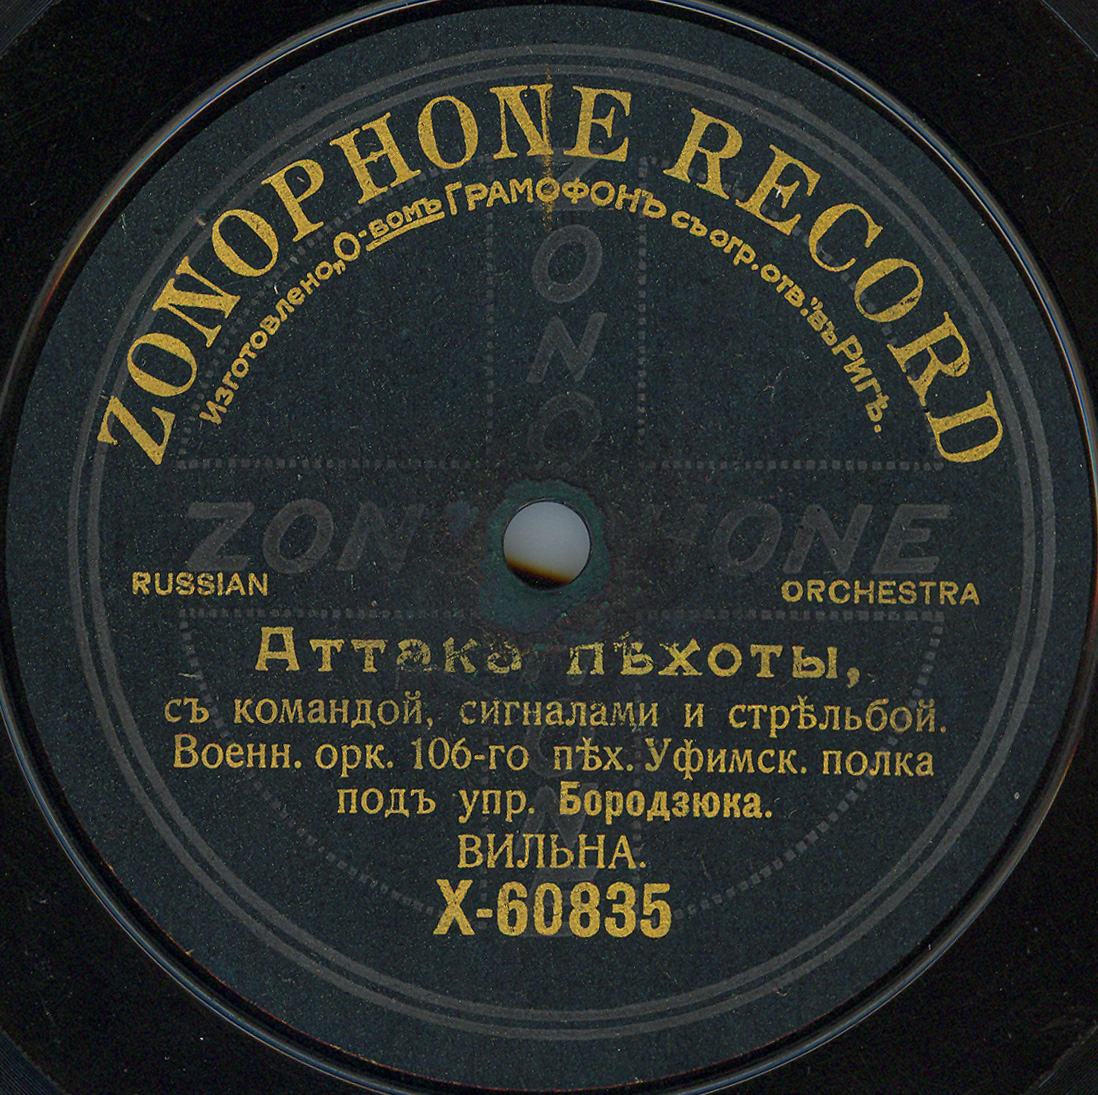 ZONOPHONE RECORD
Изготовлено „О-вомъ ГРАМОФОНЪ съ огр. отв.“ въ Ригѣ.
ZONOPHONE
RUSSIAN ORCHESTRA
Аттака пѣхоты,
съ командой, сигналами и стрѣльбой.
Военн. орк. 106-го пѣх. Уфимск. полка
подъ упр. Бородзюка.
ВИЛЬНА.
X-60835